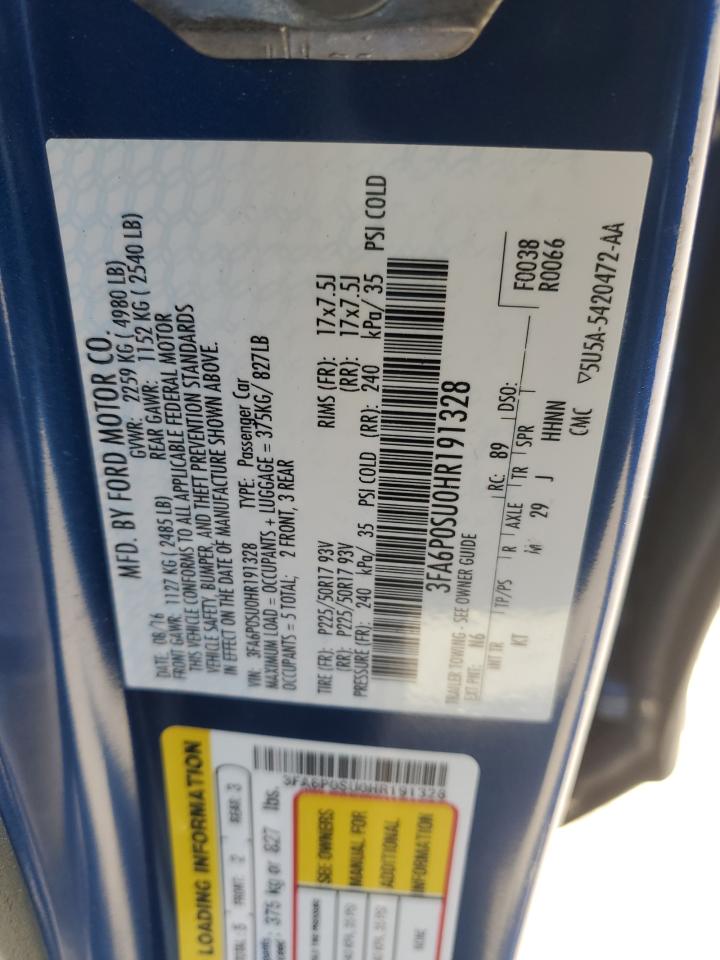 MFD. BY FORD MOTOR CO.
DATE: 08/16 GVWR: 2259 KG ( 4980 LB)
FRONT GAWR: 1127 KG ( 2485 LB) REAR GAWR: 1152 KG ( 2540 LB)
THIS VEHICLE CONFORMS TO ALL APPLICABLE FEDERAL MOTOR
VEHICLE SAFETY, BUMPER, AND THEFT PREVENTION STANDARDS
IN EFFECT ON THE DATE OF MANUFACTURE SHOWN ABOVE.
VIN: 3FA6P0SU0HR191328 TYPE: Passenger Car
MAXIMUM LOAD = OCCUPANTS + LUGGAGE = 375KG/ 827LB
OCCUPANTS = 5 TOTAL; 2 FRONT, 3 REAR
TIRE (FR): P225/50R17 93V RIMS (FR): 17x7.5J
(RR): P225/50R17 93V (RR): 17x7.5J
PRESSURE (FR): 240 kPa/ 35 PSI COLD (RR): 240 kPa/ 35 PSI COLD
3FA6P0SU0HR191328
TRAILER TOWING - SEE OWNER GUIDE
EXT PNT: N6 RC: 89 DSO: F0038
R0066
INT TR TP/PS R AXLE TR SPR
KT M 29 J HHNN
CMC ▽5U5A-5420472-AA
LOADING INFORMATION
FRONT: 2 REAR: 3
375 kg or 827 lbs.
3FA6P0SU0HR191328
SEE OWNERS
MANUAL FOR
ADDITIONAL
INFORMATION
NONE